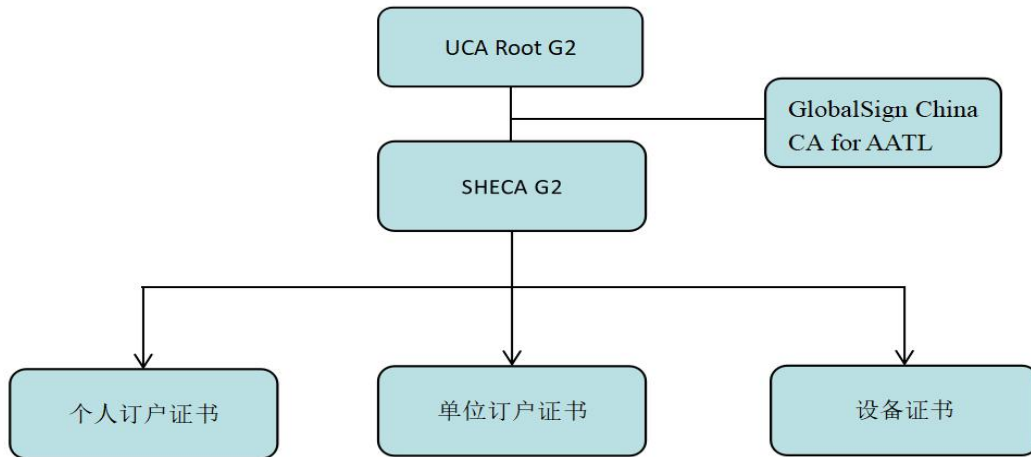 UCA Root G2
GlobalSign China
CA for AATL
SHECA G2
个人订户证书
单位订户证书
设备证书